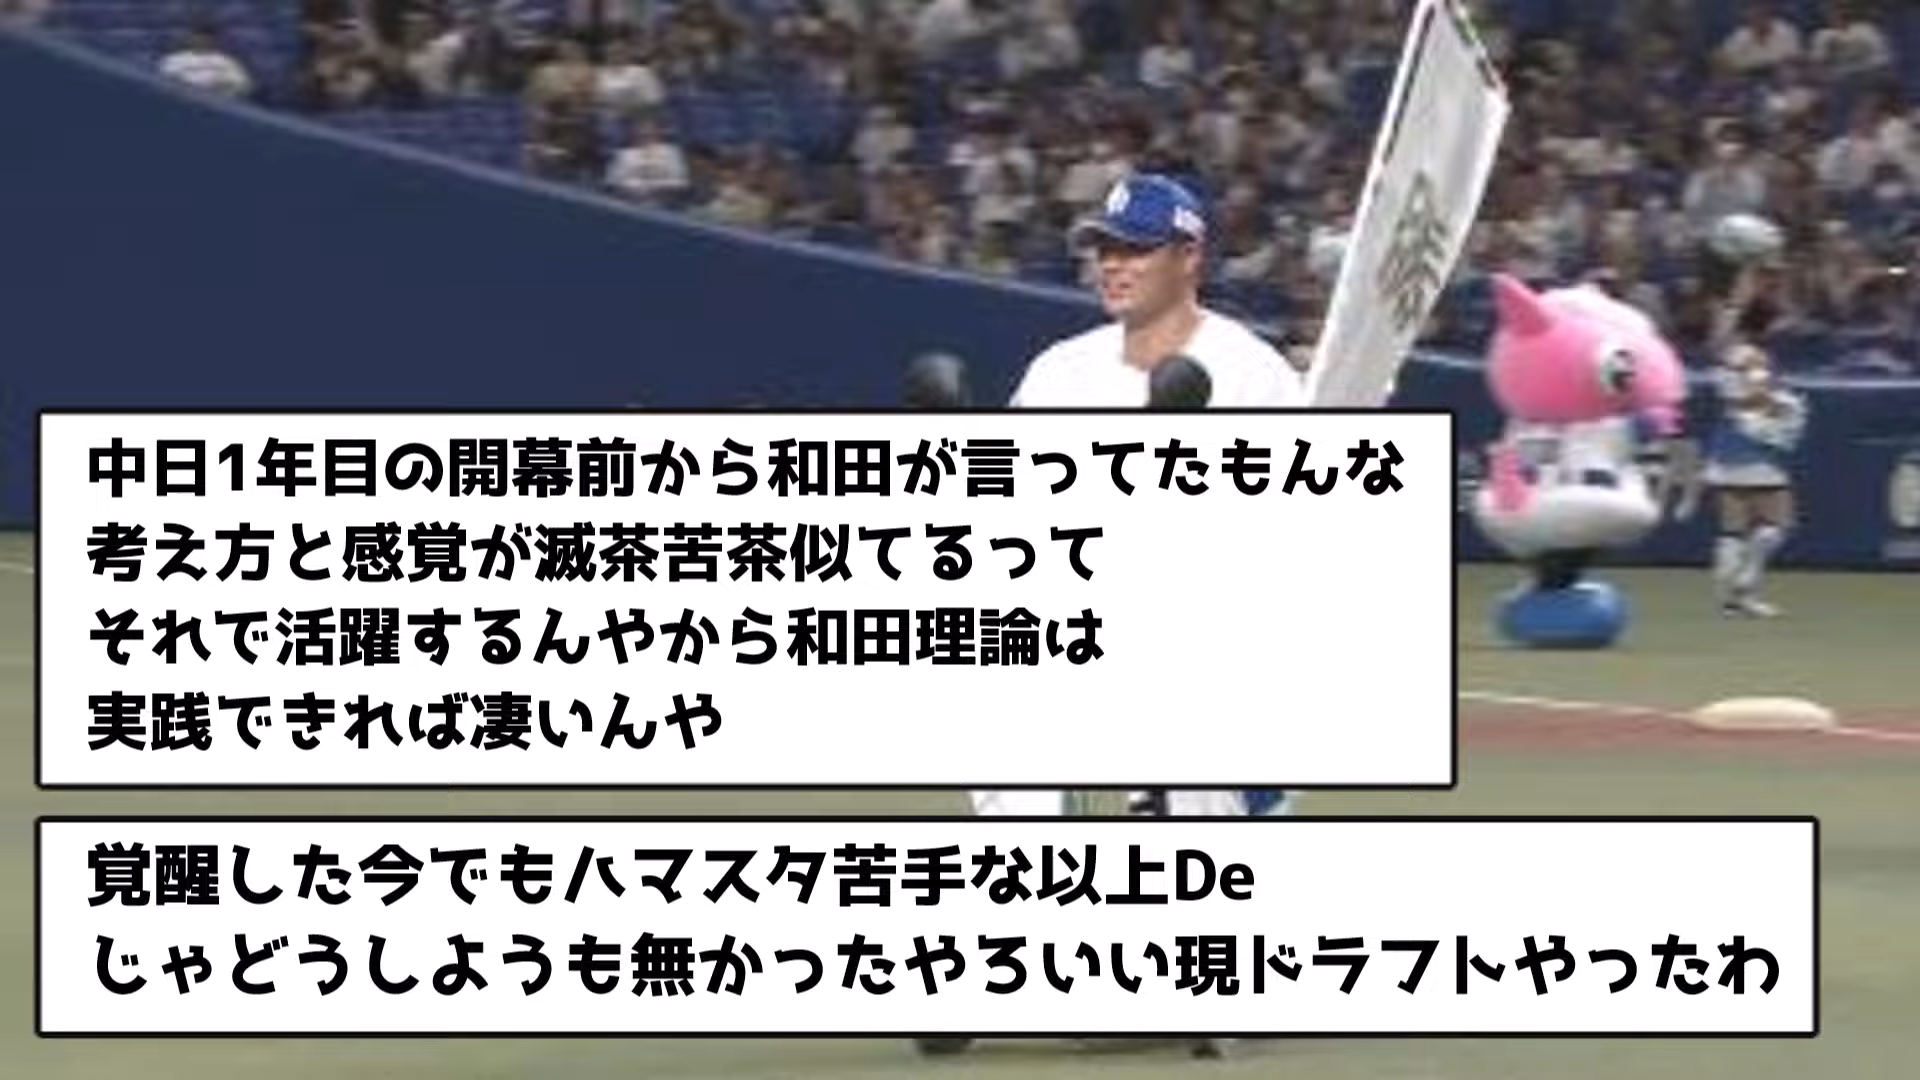 中日1年目の開幕前から和田が言ってたもんな
考え方と感覚が滅茶苦茶似てるって
それで活躍するんやから和田理論は
実践できれば凄いんや
覚醒した今でもハマスタ苦手な以上De
じゃどうしようも無かったやろいい現ドラフトやったわ